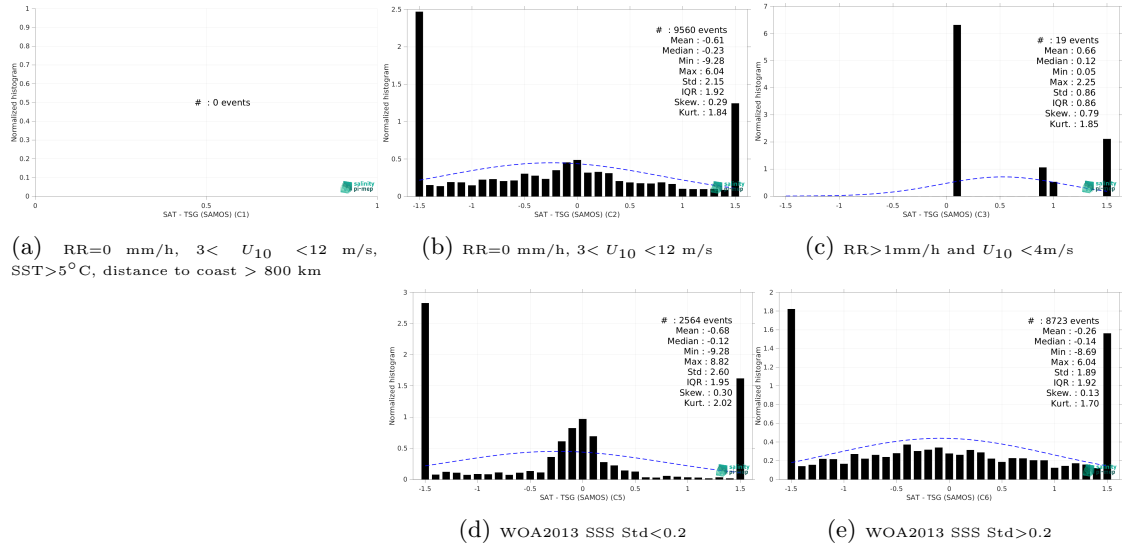 1
0.9
0.8
0.7
0.6
0.5
0.4
0.3
0.2
0.1
0
Normalized histogram
# : 0 events
0 0.5 1
SAT - TSG (SAMOS) (C1)
salinity
pi-mep
(a) RR=0 mm/h, 3< U10 <12 m/s,
SST>5°C, distance to coast > 800 km
2.5
2
1.5
1
0.5
0
Normalized histogram
# : 9560 events
Mean : -0.61
Median : -0.23
Min : -9.28
Max : 6.04
Std : 2.15
IQR : 1.92
Skew. : 0.29
Kurt. : 1.84
-1.5 -1 -0.5 0 0.5 1 1.5
SAT - TSG (SAMOS) (C2)
salinity
pi-mep
(b) RR=0 mm/h, 3< U10 <12 m/s
7
6
5
4
3
2
1
0
Normalized histogram
# : 19 events
Mean : 0.66
Median : 0.12
Min : 0.05
Max : 2.25
Std : 0.86
IQR : 0.86
Skew. : 0.79
Kurt. : 1.85
-1.5 -1 -0.5 0 0.5 1 1.5
SAT - TSG (SAMOS) (C3)
salinity
pi-mep
(c) RR>1mm/h and U10 <4m/s
3
2.5
2
1.5
1
0.5
0
Normalized histogram
# : 2564 events
Mean : -0.68
Median : -0.12
Min : -9.28
Max : 8.82
Std : 2.60
IQR : 1.95
Skew. : 0.30
Kurt. : 2.02
-1.5 -1 -0.5 0 0.5 1 1.5
SAT - TSG (SAMOS) (C5)
salinity
pi-mep
(d) WOA2013 SSS Std<0.2
2
1.8
1.6
1.4
1.2
1
0.8
0.6
0.4
0.2
0
Normalized histogram
# : 8723 events
Mean : -0.26
Median : -0.14
Min : -8.69
Max : 6.04
Std : 1.89
IQR : 1.92
Skew. : 0.13
Kurt. : 1.70
-1.5 -1 -0.5 0 0.5 1 1.5
SAT - TSG (SAMOS) (C6)
salinity
pi-mep
(e) WOA2013 SSS Std>0.2